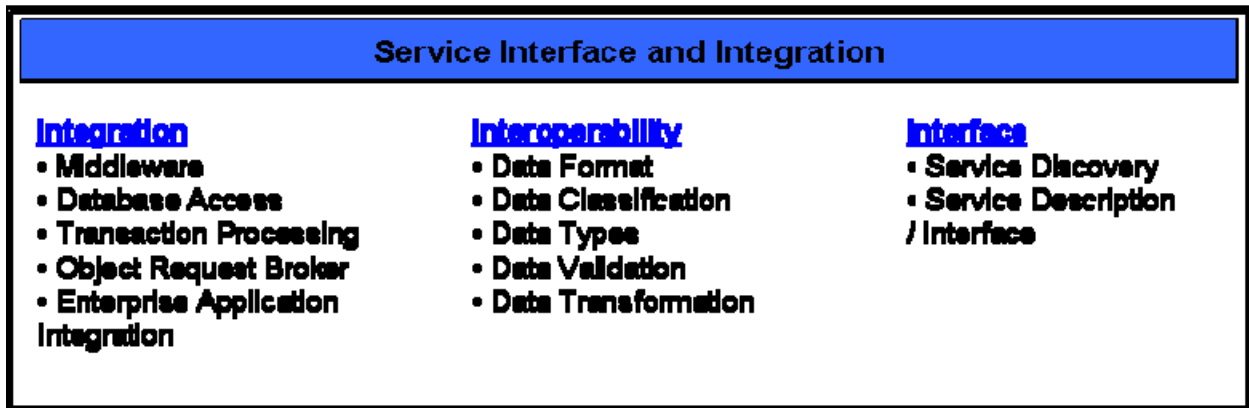 Service Interface and Integration
Integration
• Middleware
• Database Access
• Transaction Processing
• Object Request Broker
• Enterprise Application
Integration
Interoperability
• Data Format
• Data Classification
• Data Types
• Data Validation
• Data Transformation
Interface
• Service Discovery
• Service Description
/ Interface